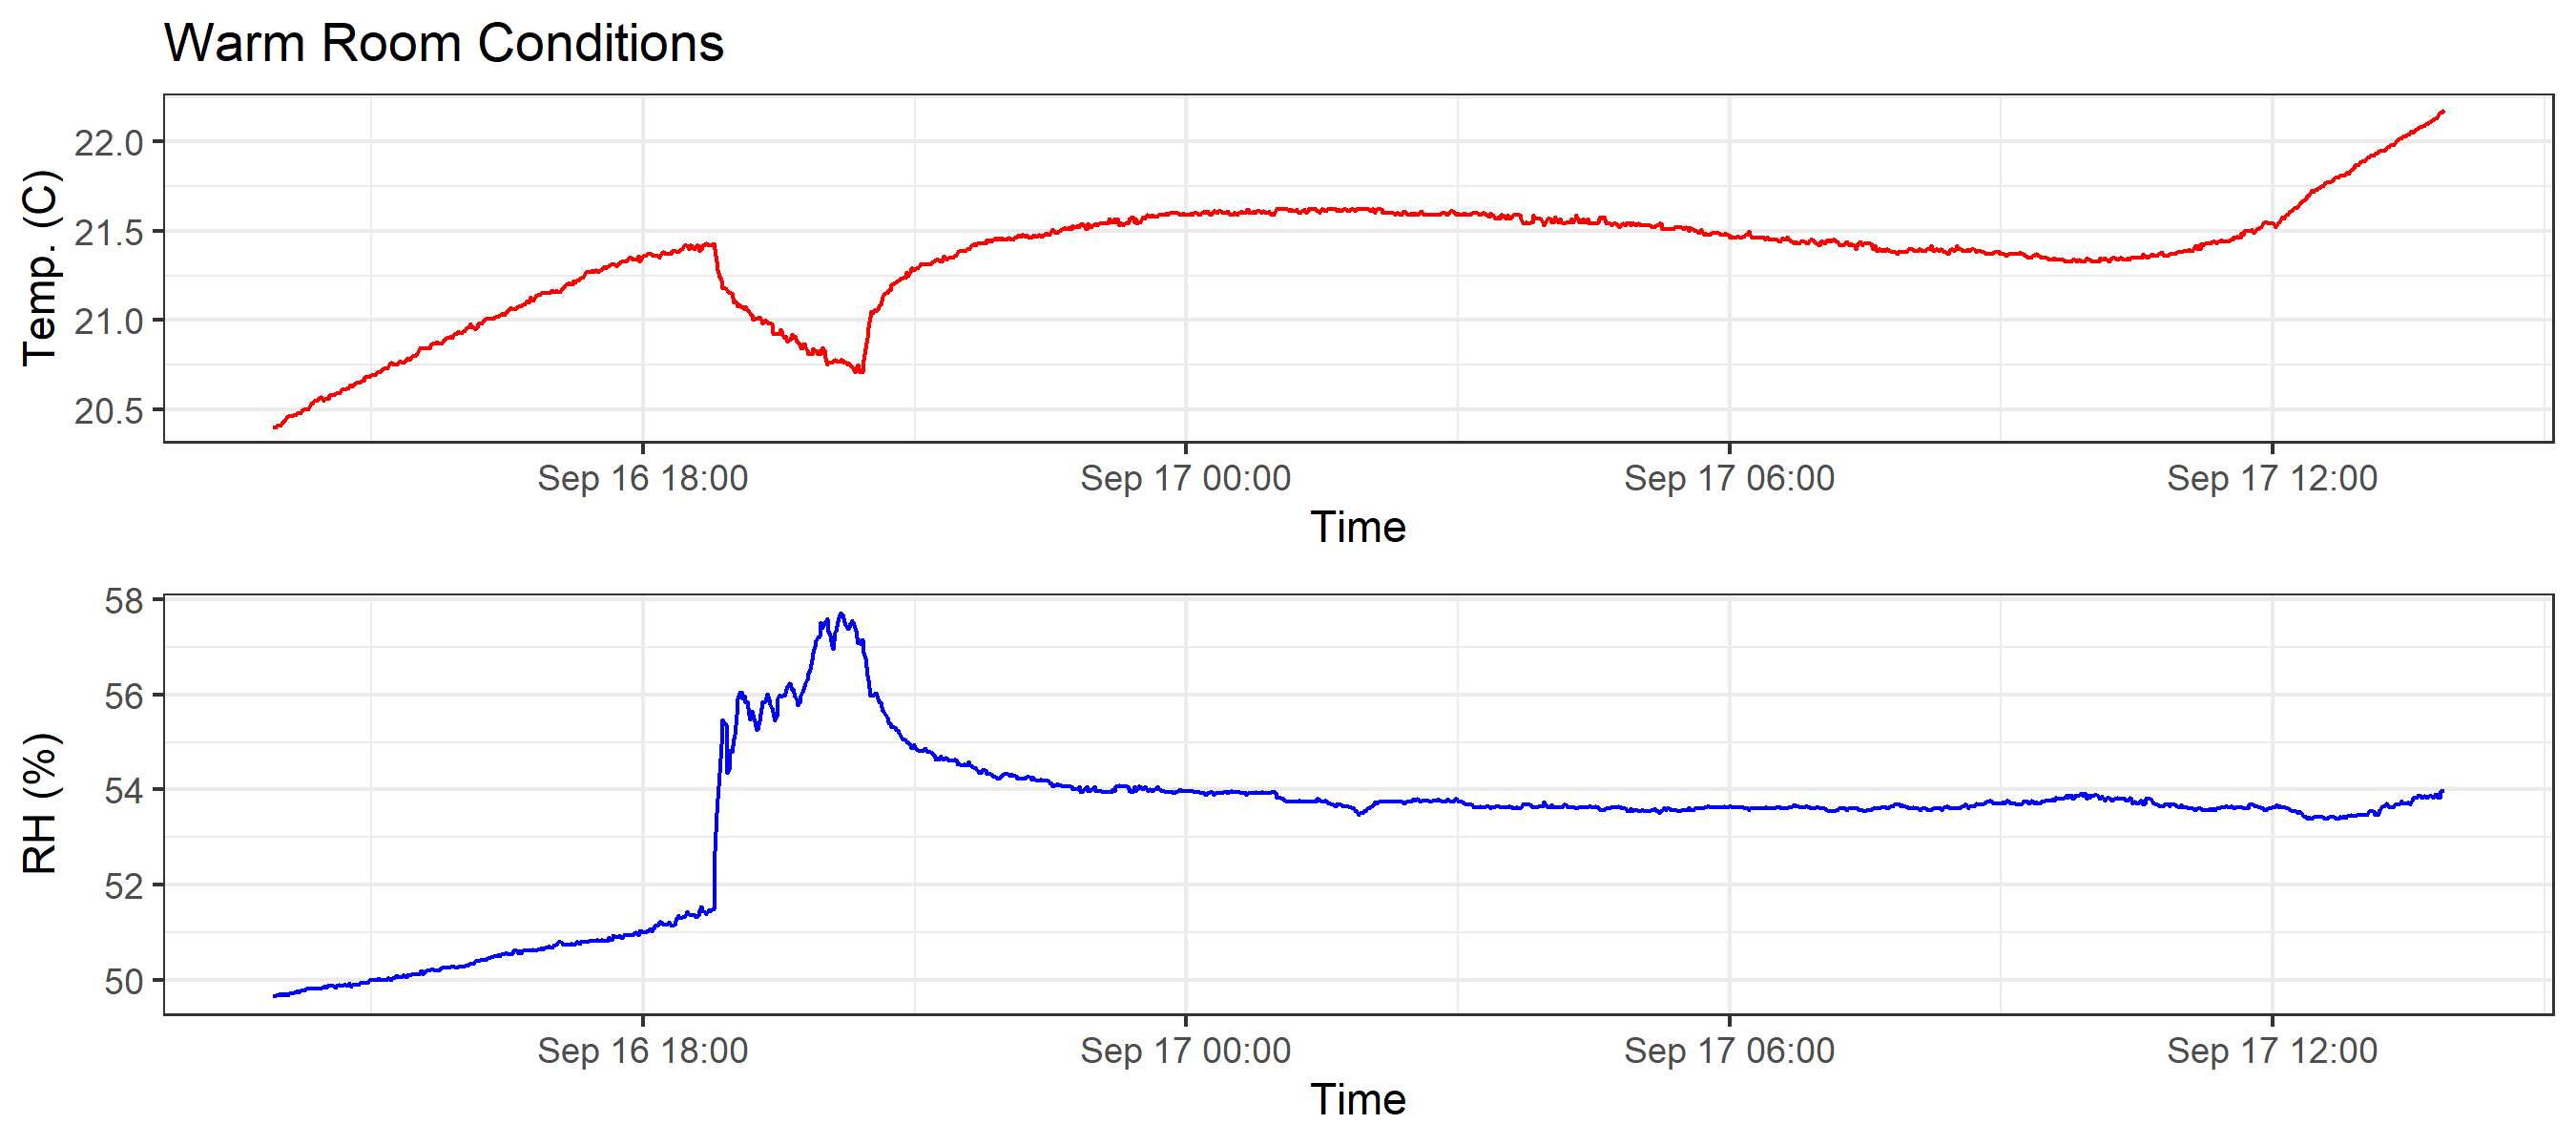 Warm Room Conditions
22.0
21.5
21.0
20.5
Temp. (C)
Sep 16 18:00 Sep 17 00:00 Sep 17 06:00 Sep 17 12:00
Time
58
56
54
52
50
RH (%)
Sep 16 18:00 Sep 17 00:00 Sep 17 06:00 Sep 17 12:00
Time